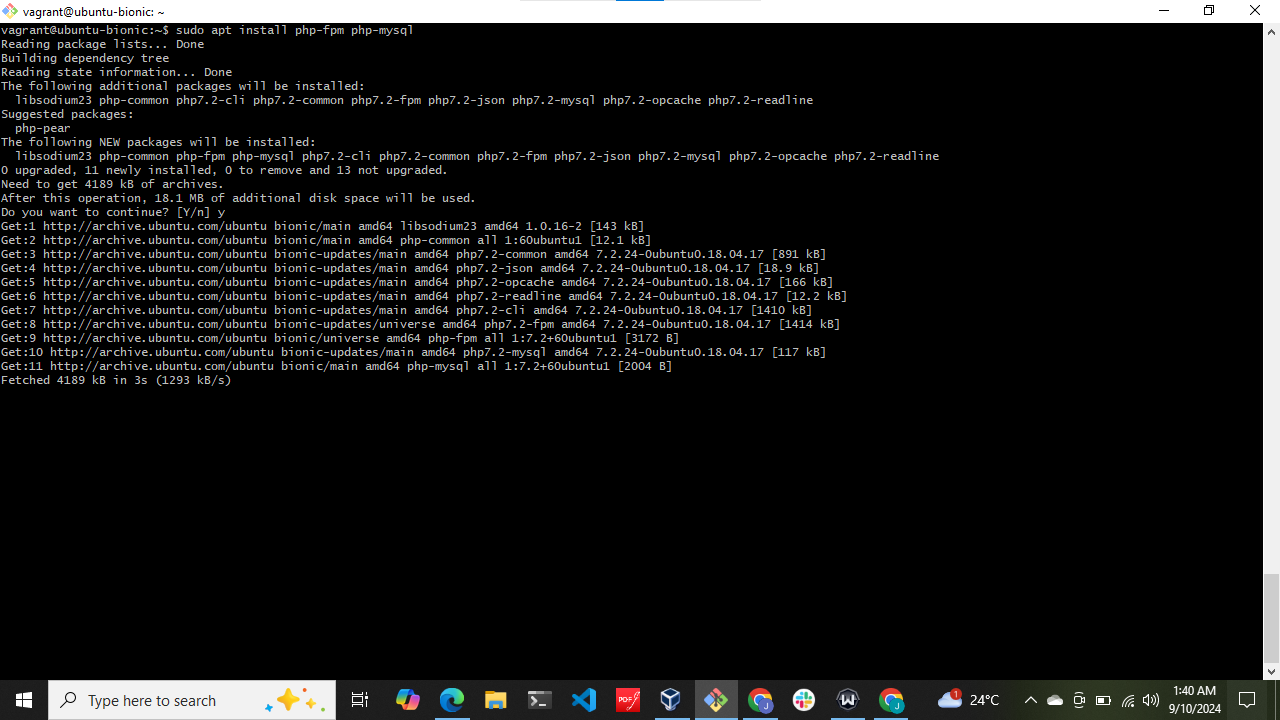 vagrant@ubuntu-bionic: ~
vagrant@ubuntu-bionic:~$ sudo apt install php-fpm php-mysql
Reading package lists... Done
Building dependency tree
Reading state information... Done
The following additional packages will be installed:
  libsodium23 php-common php7.2-cli php7.2-common php7.2-fpm php7.2-json php7.2-mysql php7.2-opcache php7.2-readline
Suggested packages:
  php-pear
The following NEW packages will be installed:
  libsodium23 php-common php-fpm php-mysql php7.2-cli php7.2-common php7.2-fpm php7.2-json php7.2-mysql php7.2-opcache php7.2-readline
0 upgraded, 11 newly installed, 0 to remove and 13 not upgraded.
Need to get 4189 kB of archives.
After this operation, 18.1 MB of additional disk space will be used.
Do you want to continue? [Y/n] y
Get:1 http://archive.ubuntu.com/ubuntu bionic/main amd64 libsodium23 amd64 1.0.16-2 [143 kB]
Get:2 http://archive.ubuntu.com/ubuntu bionic/main amd64 php-common all 1:60ubuntu1 [12.1 kB]
Get:3 http://archive.ubuntu.com/ubuntu bionic-updates/main amd64 php7.2-common amd64 7.2.24-0ubuntu0.18.04.17 [891 kB]
Get:4 http://archive.ubuntu.com/ubuntu bionic-updates/main amd64 php7.2-json amd64 7.2.24-0ubuntu0.18.04.17 [18.9 kB]
Get:5 http://archive.ubuntu.com/ubuntu bionic-updates/main amd64 php7.2-opcache amd64 7.2.24-0ubuntu0.18.04.17 [166 kB]
Get:6 http://archive.ubuntu.com/ubuntu bionic-updates/main amd64 php7.2-readline amd64 7.2.24-0ubuntu0.18.04.17 [12.2 kB]
Get:7 http://archive.ubuntu.com/ubuntu bionic-updates/main amd64 php7.2-cli amd64 7.2.24-0ubuntu0.18.04.17 [1410 kB]
Get:8 http://archive.ubuntu.com/ubuntu bionic-updates/universe amd64 php7.2-fpm amd64 7.2.24-0ubuntu0.18.04.17 [1414 kB]
Get:9 http://archive.ubuntu.com/ubuntu bionic/universe amd64 php-fpm all 1:7.2+60ubuntu1 [3172 B]
Get:10 http://archive.ubuntu.com/ubuntu bionic-updates/main amd64 php7.2-mysql amd64 7.2.24-0ubuntu0.18.04.17 [117 kB]
Get:11 http://archive.ubuntu.com/ubuntu bionic/main amd64 php-mysql all 1:7.2+60ubuntu1 [2004 B]
Fetched 4189 kB in 3s (1293 kB/s)
Type here to search
PDF
J
W
J
1
24°C
1:40 AM
9/10/2024